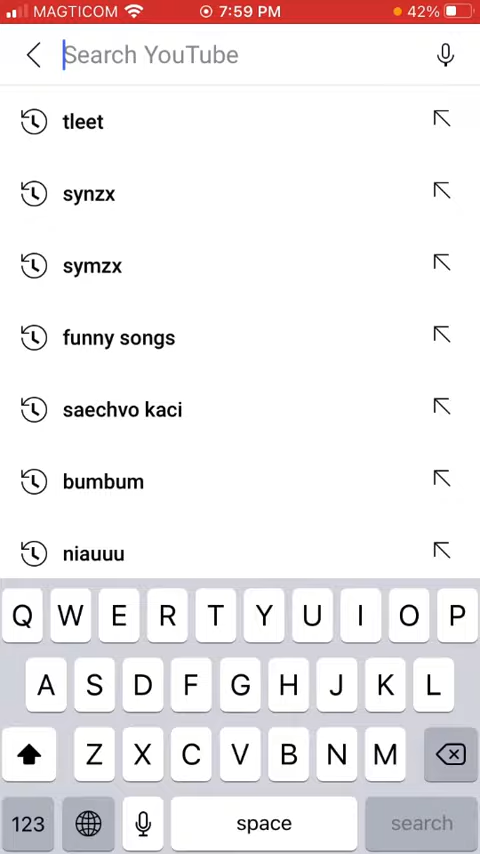 MAGTICOM 7:59 PM 42%
Search YouTube
tleet
synzx
symzx
funny songs
saechvo kaci
bumbum
niauuu
Q W E R T Y U I O P
A S D F G H J K L
Z X C V B N M
123 space search